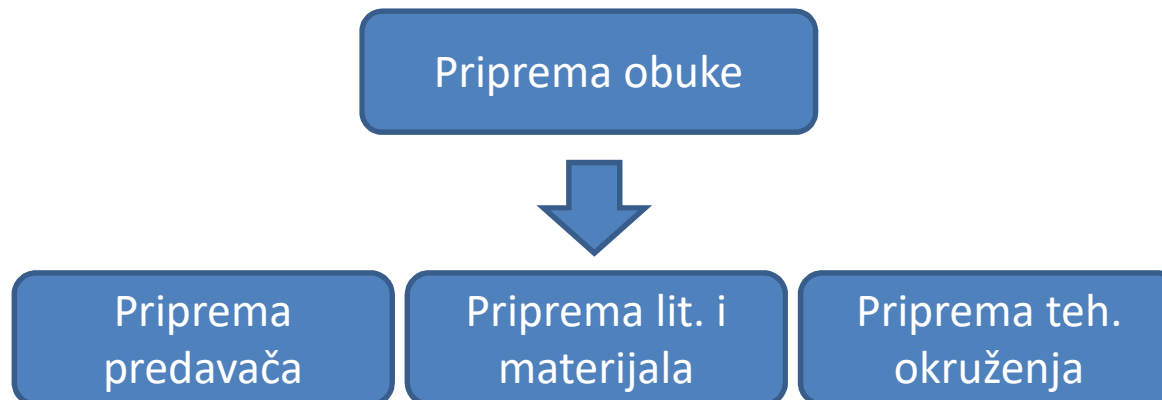 Priprema obuke
Priprema
predavača
Priprema lit. i
materijala
Priprema teh.
okruženja